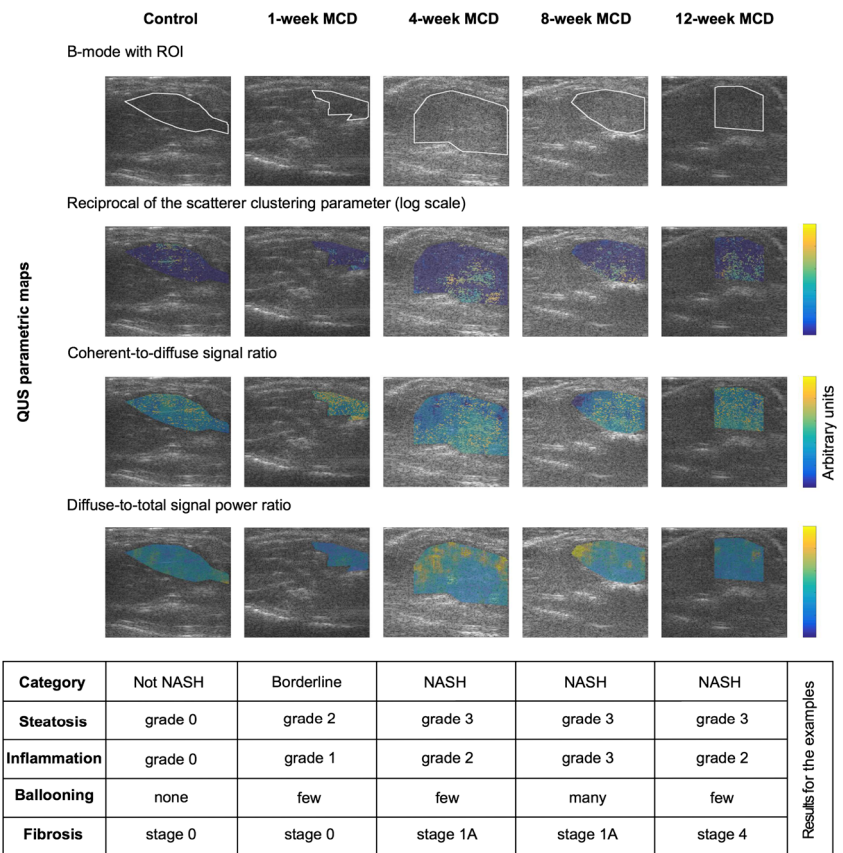 Control 1-week MCD 4-week MCD 8-week MCD 12-week MCD
B-mode with ROI
Reciprocal of the scatterer clustering parameter (log scale)
QUS parametric maps
Coherent-to-diffuse signal ratio
Arbitrary units
Diffuse-to-total signal power ratio
Category Not NASH Borderline NASH NASH NASH
Steatosis grade 0 grade 2 grade 3 grade 3 grade 3
Inflammation grade 0 grade 1 grade 2 grade 3 grade 2
Ballooning none few few many few
Fibrosis stage 0 stage 0 stage 1A stage 1A stage 4
Results for the examples